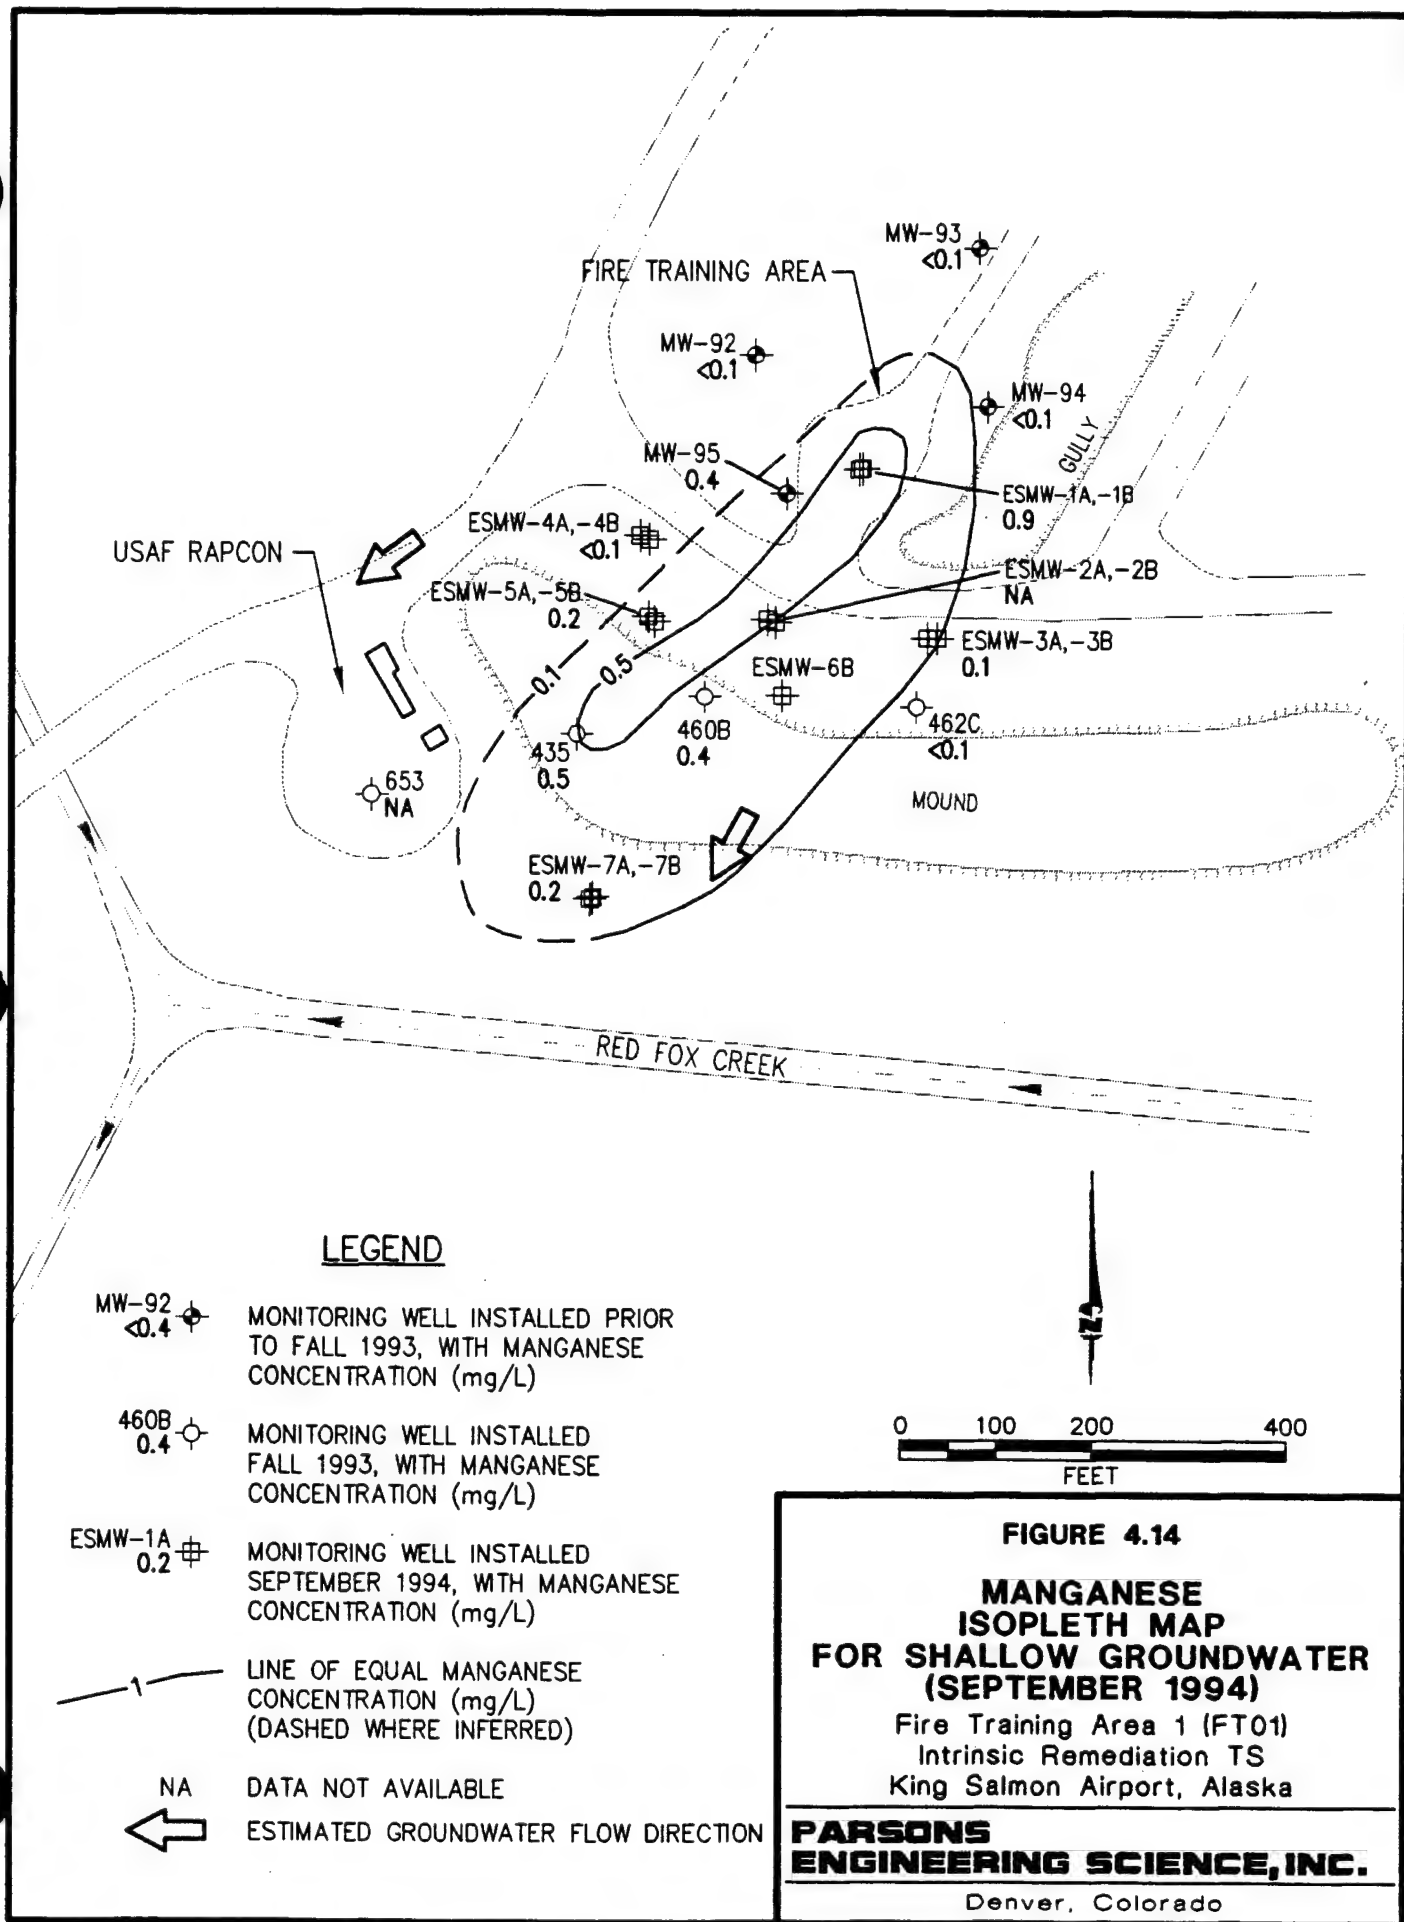 MW-93
<0.1
FIRE TRAINING AREA
MW-92
<0.1
MW-94
<0.1
GULLY
MW-95
0.4
ESMW-1A,-1B
0.9
ESMW-4A,-4B
<0.1
USAF RAPCON
ESMW-2A,-2B
NA
ESMW-5A,-5B
0.2
ESMW-3A,-3B
0.1
0.1
0.5
ESMW-6B
460B
0.4
462C
<0.1
435
0.5
653
NA
MOUND
ESMW-7A,-7B
0.2
RED FOX CREEK
N
LEGEND
MW-92
<0.4
MONITORING WELL INSTALLED PRIOR
TO FALL 1993, WITH MANGANESE
CONCENTRATION (mg/L)
460B
0.4
MONITORING WELL INSTALLED
FALL 1993, WITH MANGANESE
CONCENTRATION (mg/L)
ESMW-1A
0.2
MONITORING WELL INSTALLED
SEPTEMBER 1994, WITH MANGANESE
CONCENTRATION (mg/L)
1
LINE OF EQUAL MANGANESE
CONCENTRATION (mg/L)
(DASHED WHERE INFERRED)
NA DATA NOT AVAILABLE
ESTIMATED GROUNDWATER FLOW DIRECTION
0 100 200 400
FEET
FIGURE 4.14
MANGANESE
ISOPLETH MAP
FOR SHALLOW GROUNDWATER
(SEPTEMBER 1994)
Fire Training Area 1 (FT01)
Intrinsic Remediation TS
King Salmon Airport, Alaska
PARSONS
ENGINEERING SCIENCE, INC.
Denver, Colorado